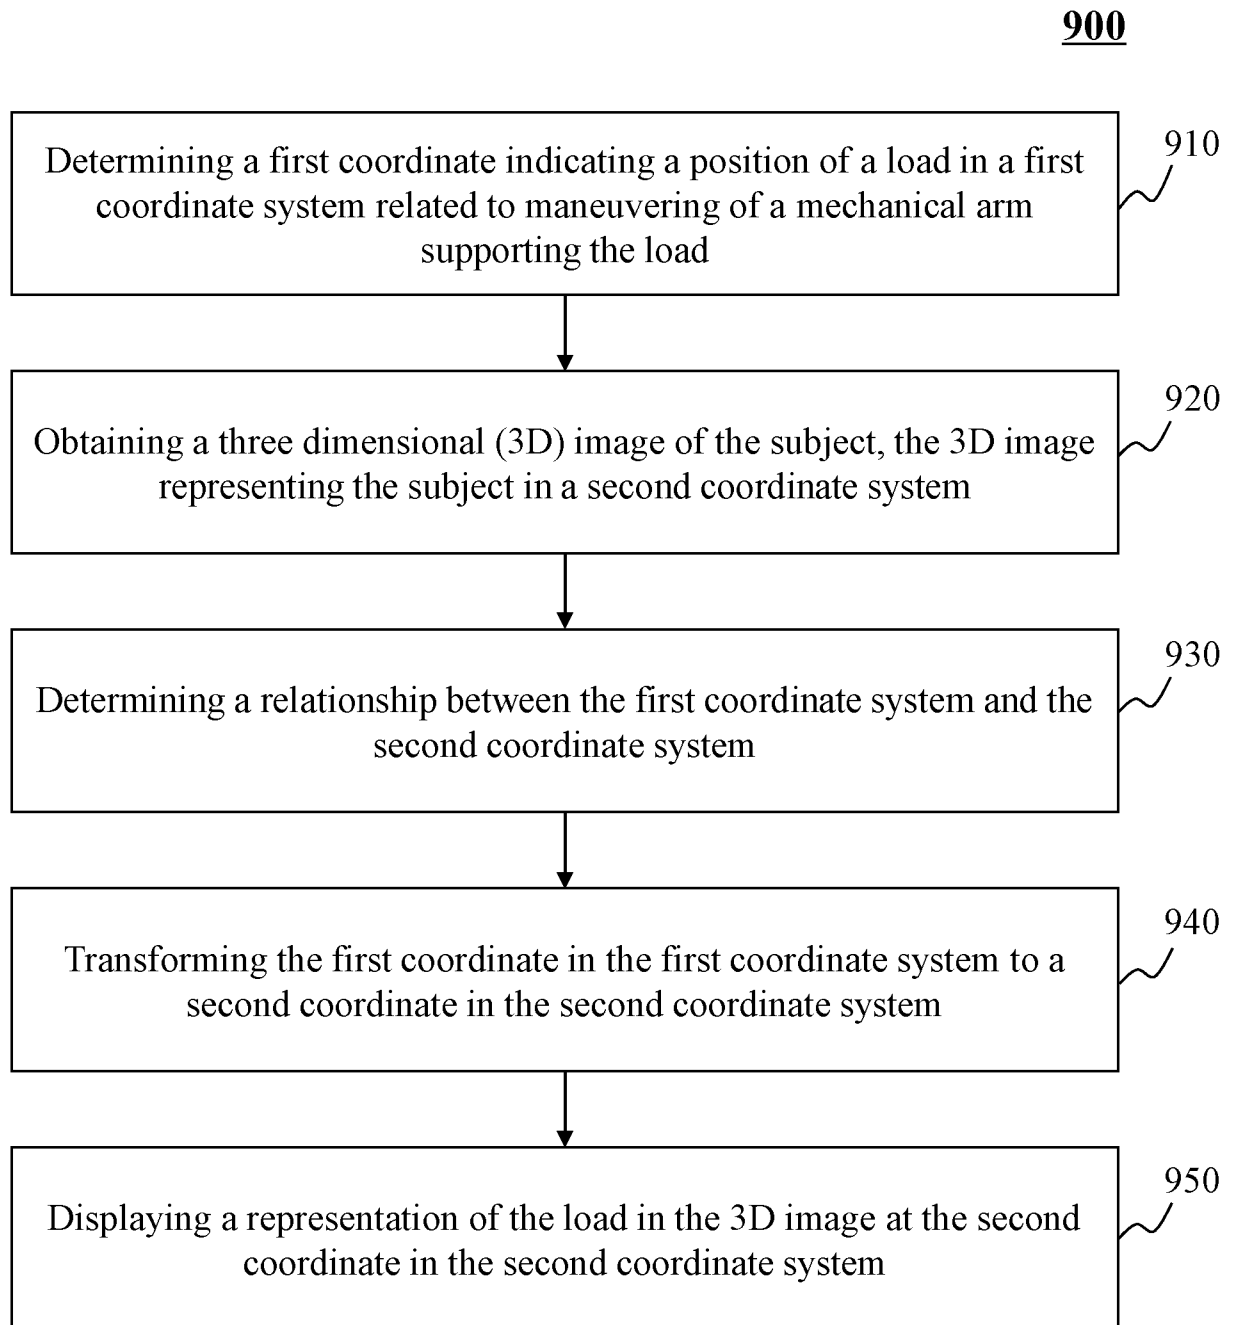 900
910
Determining a first coordinate indicating a position of a load in a first
coordinate system related to maneuvering of a mechanical arm
supporting the load
920
Obtaining a three dimensional (3D) image of the subject, the 3D image
representing the subject in a second coordinate system
930
Determining a relationship between the first coordinate system and the
second coordinate system
940
Transforming the first coordinate in the first coordinate system to a
second coordinate in the second coordinate system
950
Displaying a representation of the load in the 3D image at the second
coordinate in the second coordinate system